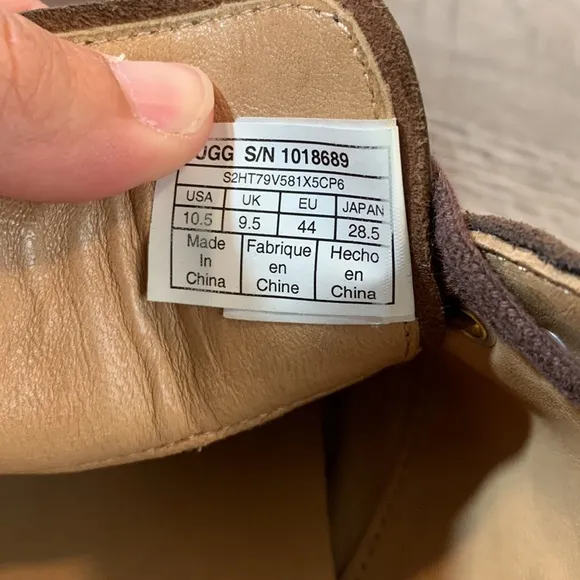 UGG S/N 1018689
S2HT79V581X5CP6
USA UK EU JAPAN
10.5 9.5 44 28.5
Made In China
Fabrique en Chine
Hecho en China